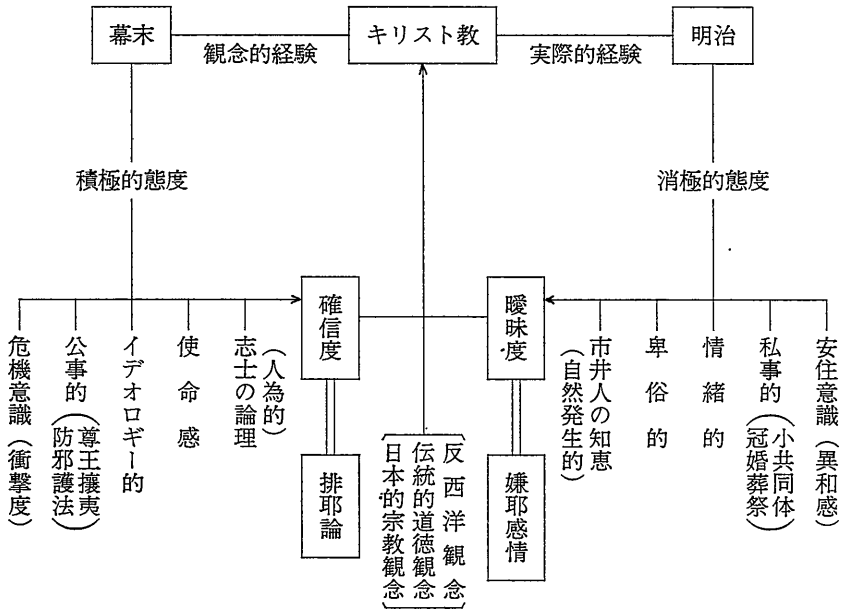 幕末
観念的経験
キリスト教
実際的経験
明治
積極的態度
消極的態度
確信度
曖昧度
危機意識(衝撃度)
公事的(尊王攘夷
防邪護法)
イデオロギー的
使命感
志士の論理
(人為的)
市井人の知恵
(自然発生的)
卑俗的
情緒的
私事的(小共同体
冠婚葬祭)
安住意識(異和感)
排耶論
反西洋観念
伝統的道徳観念
日本的宗教観念
嫌耶感情